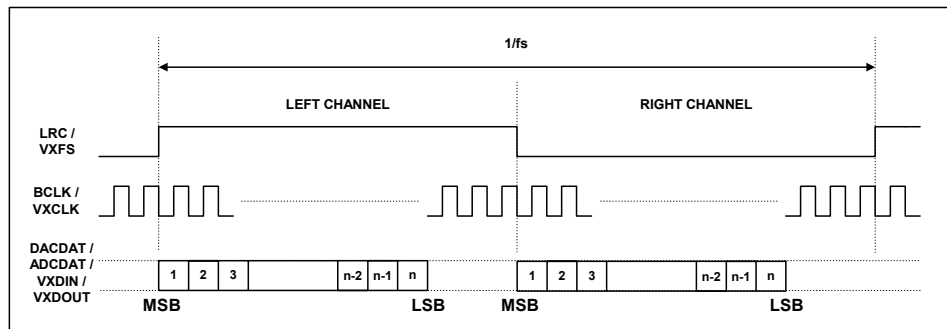 1/fs
LEFT CHANNEL
RIGHT CHANNEL
LRC /
VXFS
BCLK /
VXCLK
DACDAT /
ADCDAT /
VXDIN /
VXDOUT
1 2 3 n-2 n-1 n 1 2 3 n-2 n-1 n
MSB LSB MSB LSB